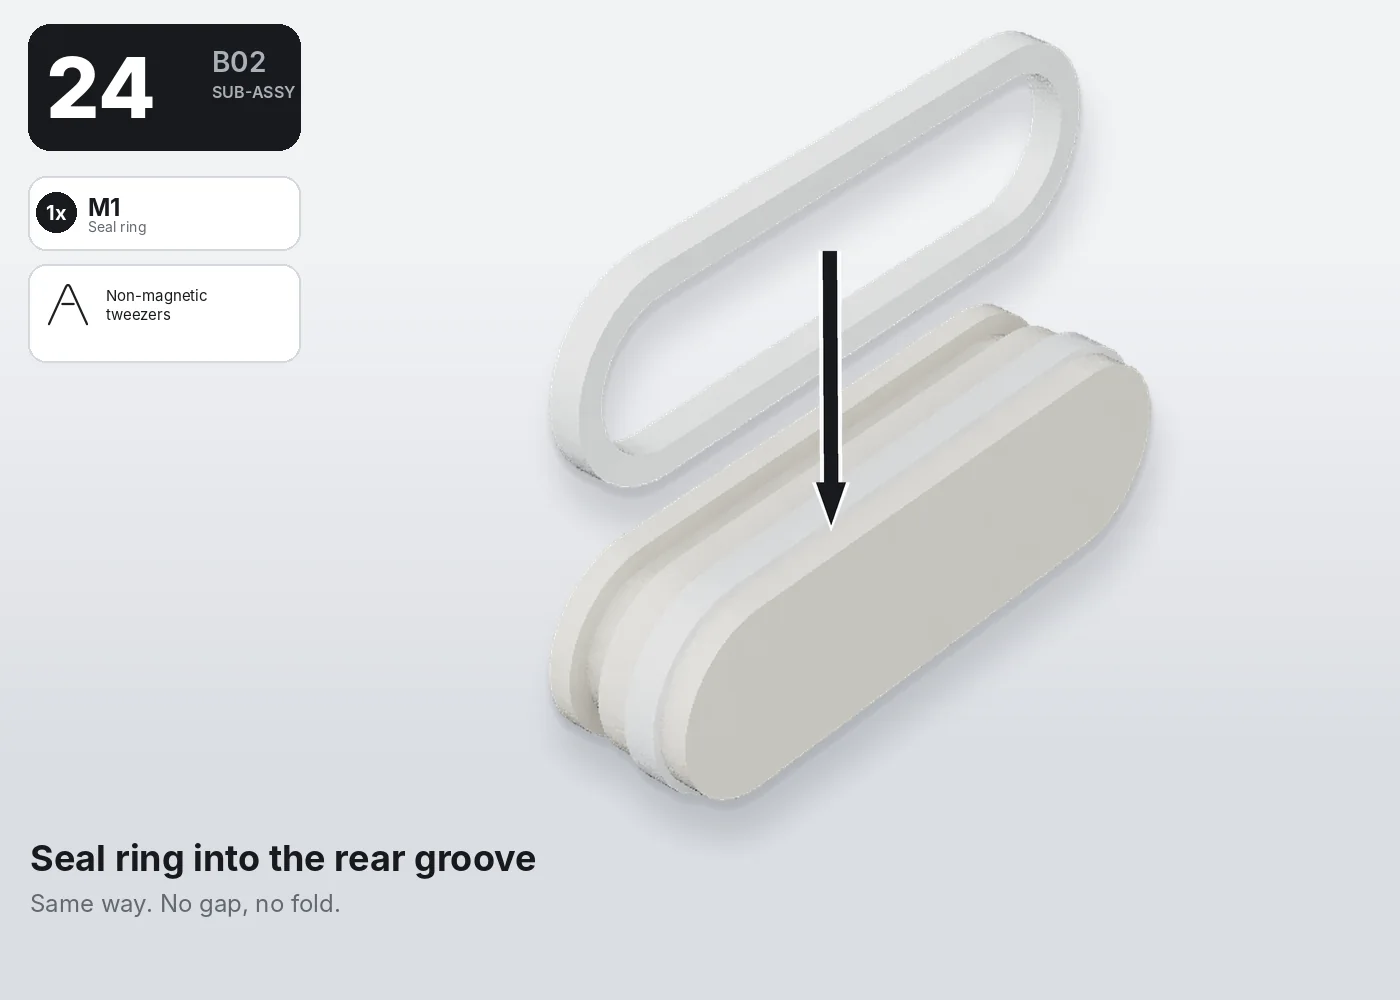 24
B02
SUB-ASSY
1x
M1
Seal ring
Non-magnetic
tweezers
Seal ring into the rear groove
Same way. No gap, no fold.